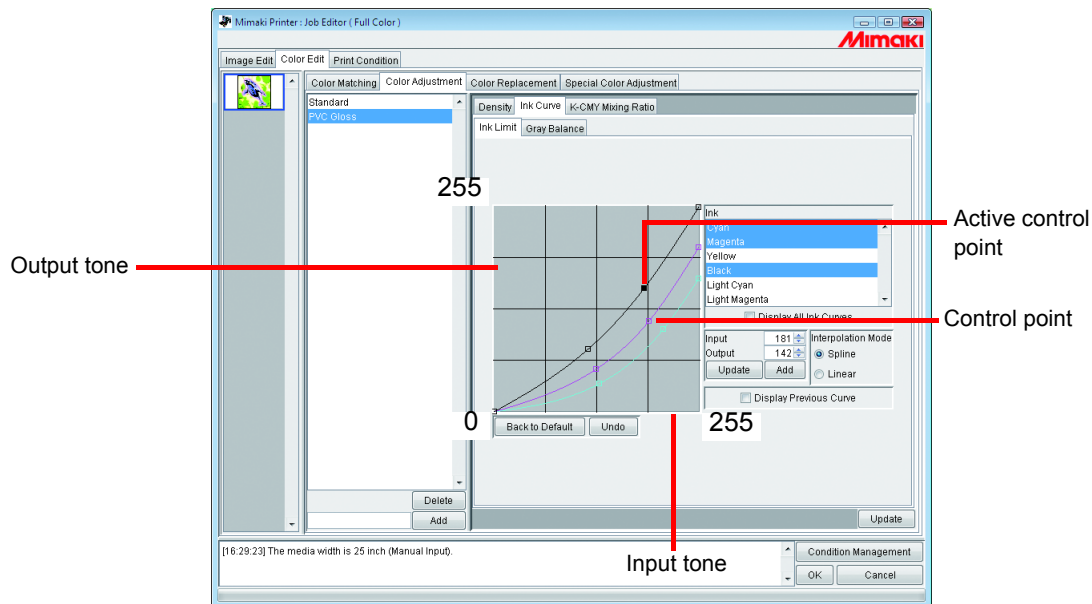 Mimaki Printer : Job Editor ( Full Color )
Mimaki
Image Edit Color Edit Print Condition
Color Matching Color Adjustment Color Replacement Special Color Adjustment
Standard
PVC Gloss
Density Ink Curve K-CMY Mixing Ratio
Ink Limit Gray Balance
255
Ink
Cyan
Magenta
Yellow
Black
Light Cyan
Light Magenta
Active control
point
Output tone
Display All Ink Curves
Control point
Input 181
Output 142
Update Add
Interpolation Mode
Spline
Linear
Display Previous Curve
0
255
Back to Default Undo
Delete
Add
Update
[16:29:23] The media width is 25 inch (Manual Input).
Input tone
Condition Management
OK Cancel